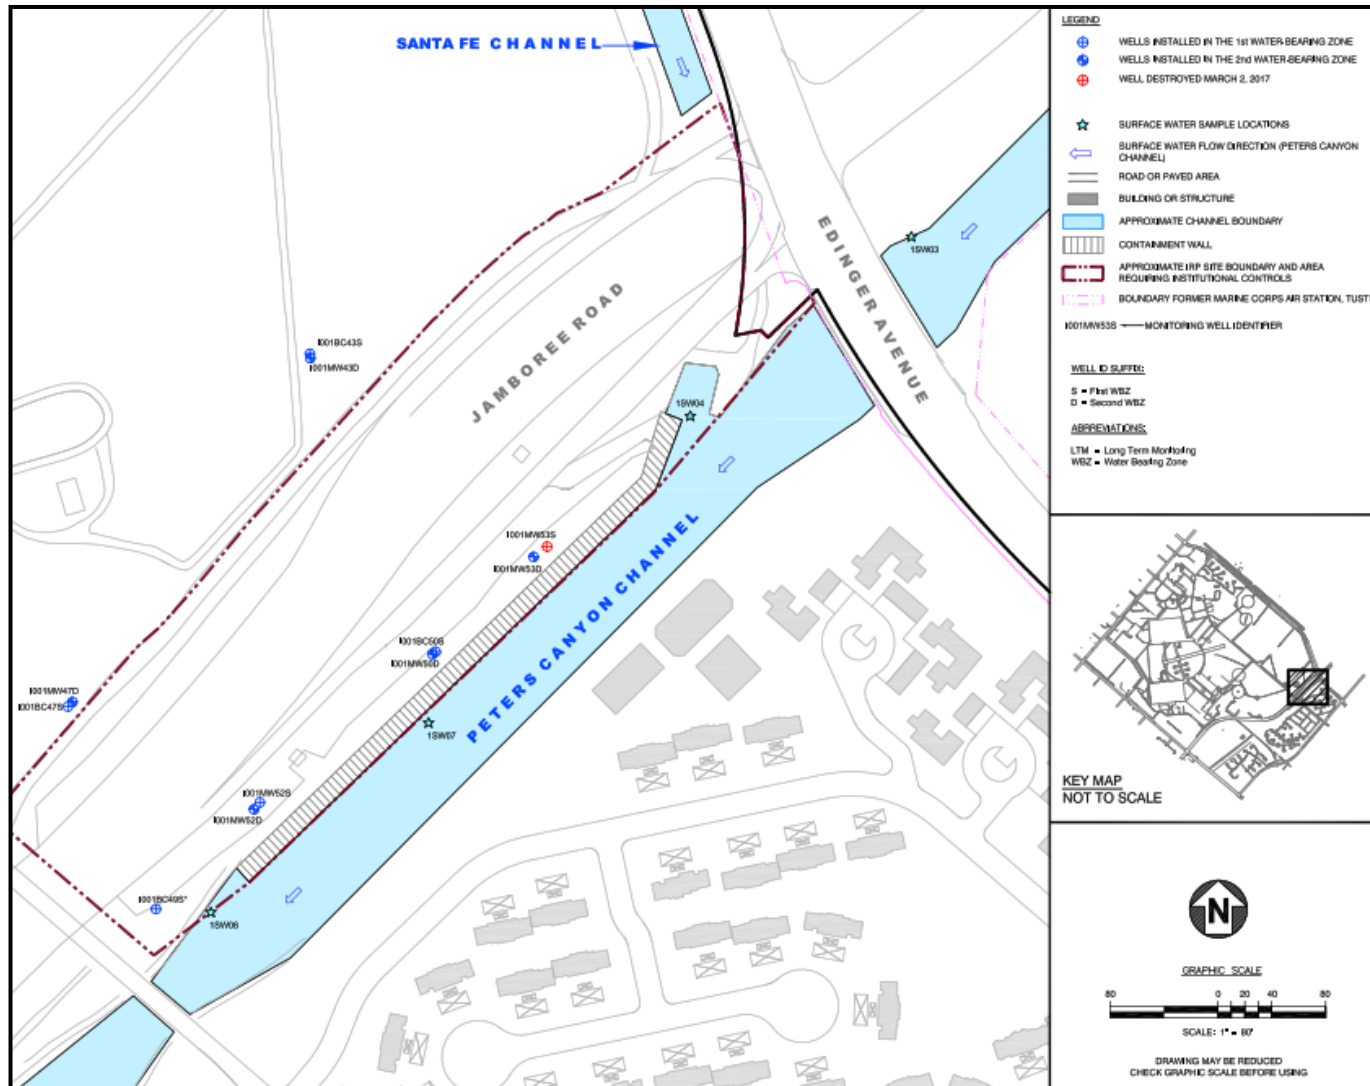 SANTA FE CHANNEL
EDINGER AVENUE
1SW03
JAMBOREE ROAD
I001BC43S
I001MW43D
1SW04
I001MW53S
I001MW53D
PETERS CANYON CHANNEL
I001BC50S
I001MW50D
I001MW47D
I001BC47S
1SW07
I001MW52S
I001MW52D
I001BC49S*
1SW06
LEGEND
WELLS INSTALLED IN THE 1st WATER-BEARING ZONE
WELLS INSTALLED IN THE 2nd WATER-BEARING ZONE
WELL DESTROYED MARCH 2, 2017
SURFACE WATER SAMPLE LOCATIONS
SURFACE WATER FLOW DIRECTION (PETERS CANYON
CHANNEL)
ROAD OR PAVED AREA
BUILDING OR STRUCTURE
APPROXIMATE CHANNEL BOUNDARY
CONTAINMENT WALL
APPROXIMATE IRP SITE BOUNDARY AND AREA
REQUIRING INSTITUTIONAL CONTROLS
BOUNDARY FORMER MARINE CORPS AIR STATION, TUST
I001MW53S MONITORING WELL IDENTIFIER
WELL ID SUFFIX:
S = First WBZ
D = Second WBZ
ABBREVIATIONS:
LTM = Long Term Monitoring
WBZ = Water Bearing Zone
KEY MAP
NOT TO SCALE
N
GRAPHIC SCALE
80 0 20 40 80
SCALE: 1" = 80'
DRAWING MAY BE REDUCED
CHECK GRAPHIC SCALE BEFORE USING